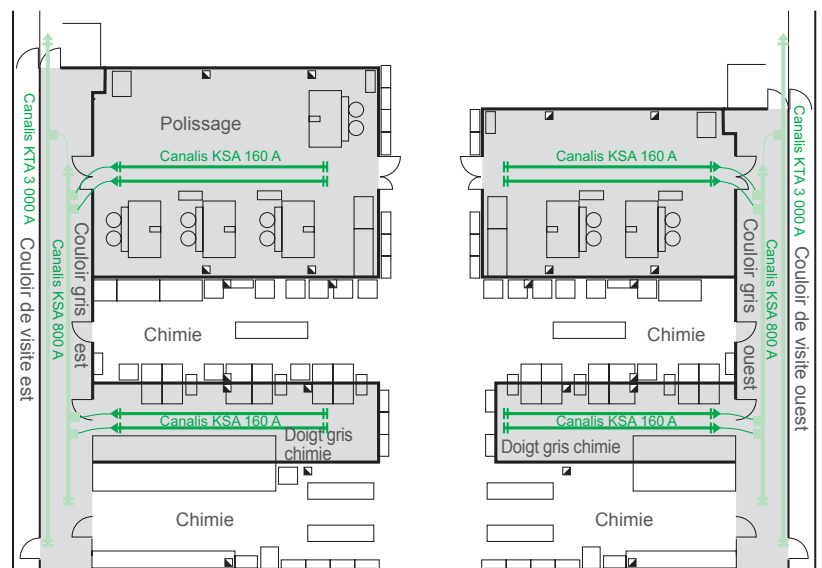 Polissage
Canalis KSA 160 A
Canalis KTA 3 000 A
Couloir de visite est
Canalis KSA 800 A
Couloir gris est
Chimie
Canalis KSA 160 A
Doigt gris
chimie
Chimie
Canalis KSA 160 A
Canalis KTA 3 000 A
Couloir de visite ouest
Canalis KSA 800 A
Couloir gris ouest
Chimie
Canalis KSA 160 A
Doigt gris chimie
Chimie